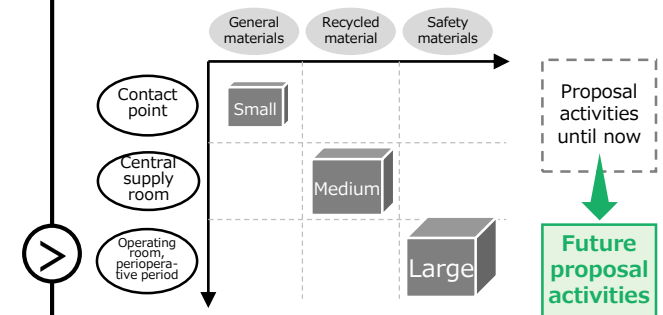 General
materials
Recycled
material
Safety
materials
Contact
point
Small
Proposal
activities
until now
Central
supply
room
Medium
>
Operating
room,
periopera-
tive period
Large
Future
proposal
activities